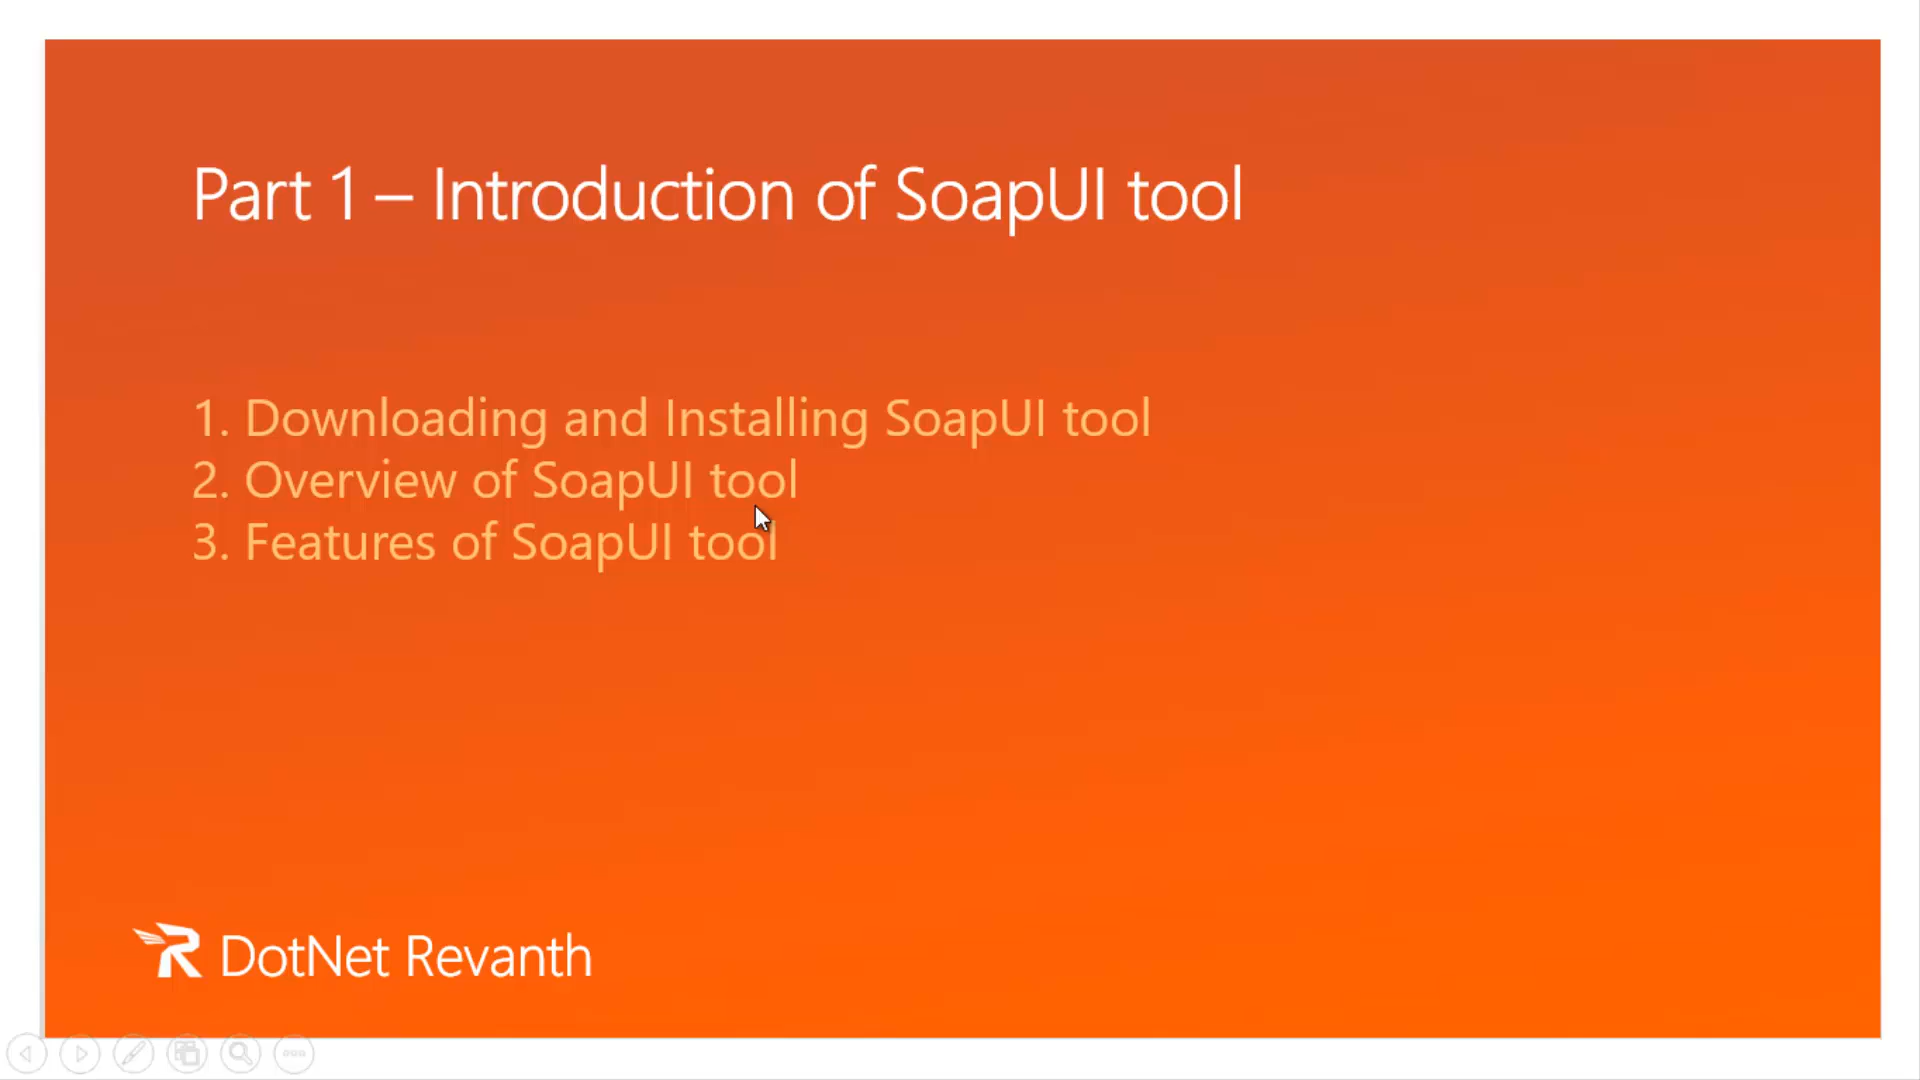 Part 1 – Introduction of SoapUI tool
1. Downloading and Installing SoapUI tool
2. Overview of SoapUI tool
3. Features of SoapUI tool
DotNet Revanth